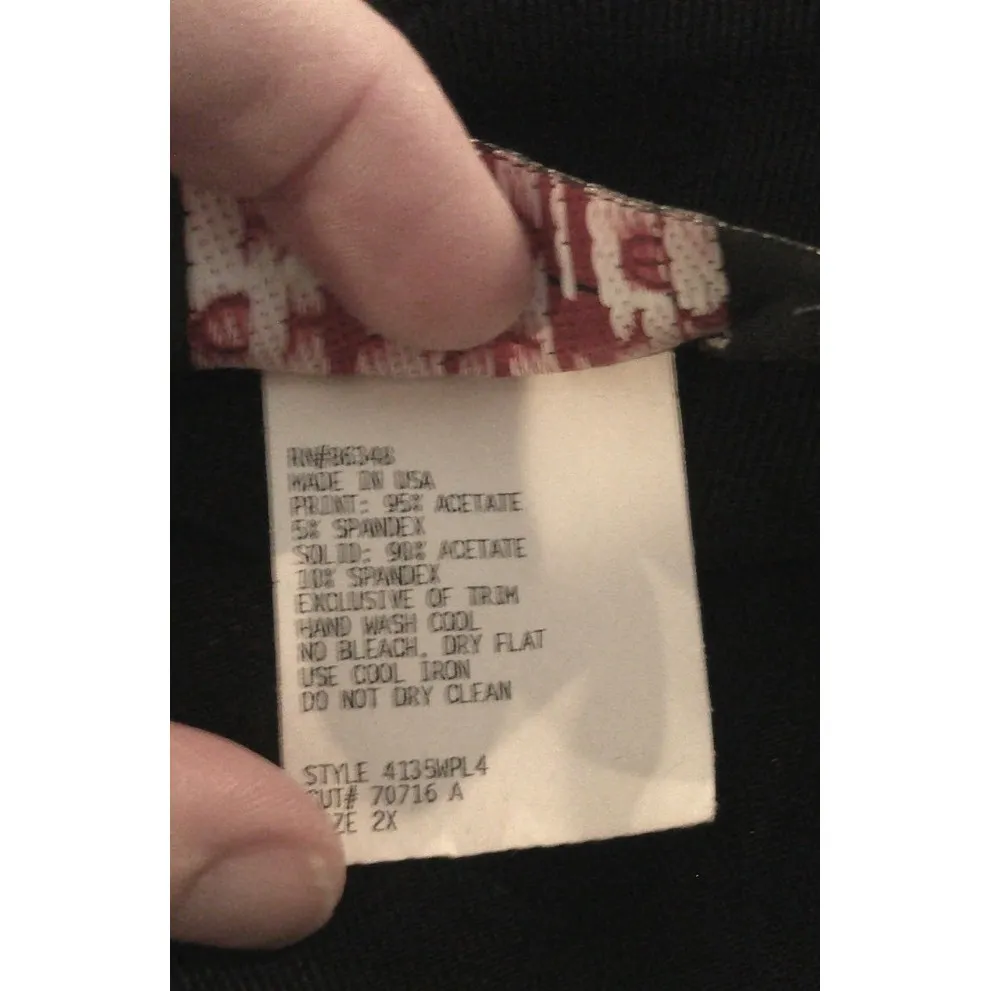 RN#86348
MADE IN USA
PRINT: 95% ACETATE
5% SPANDEX
SOLID: 90% ACETATE
10% SPANDEX
EXCLUSIVE OF TRIM
HAND WASH COOL
NO BLEACH. DRY FLAT
USE COOL IRON
DO NOT DRY CLEAN
STYLE 4135WPL4
CUT# 70716 A
ZE 2X